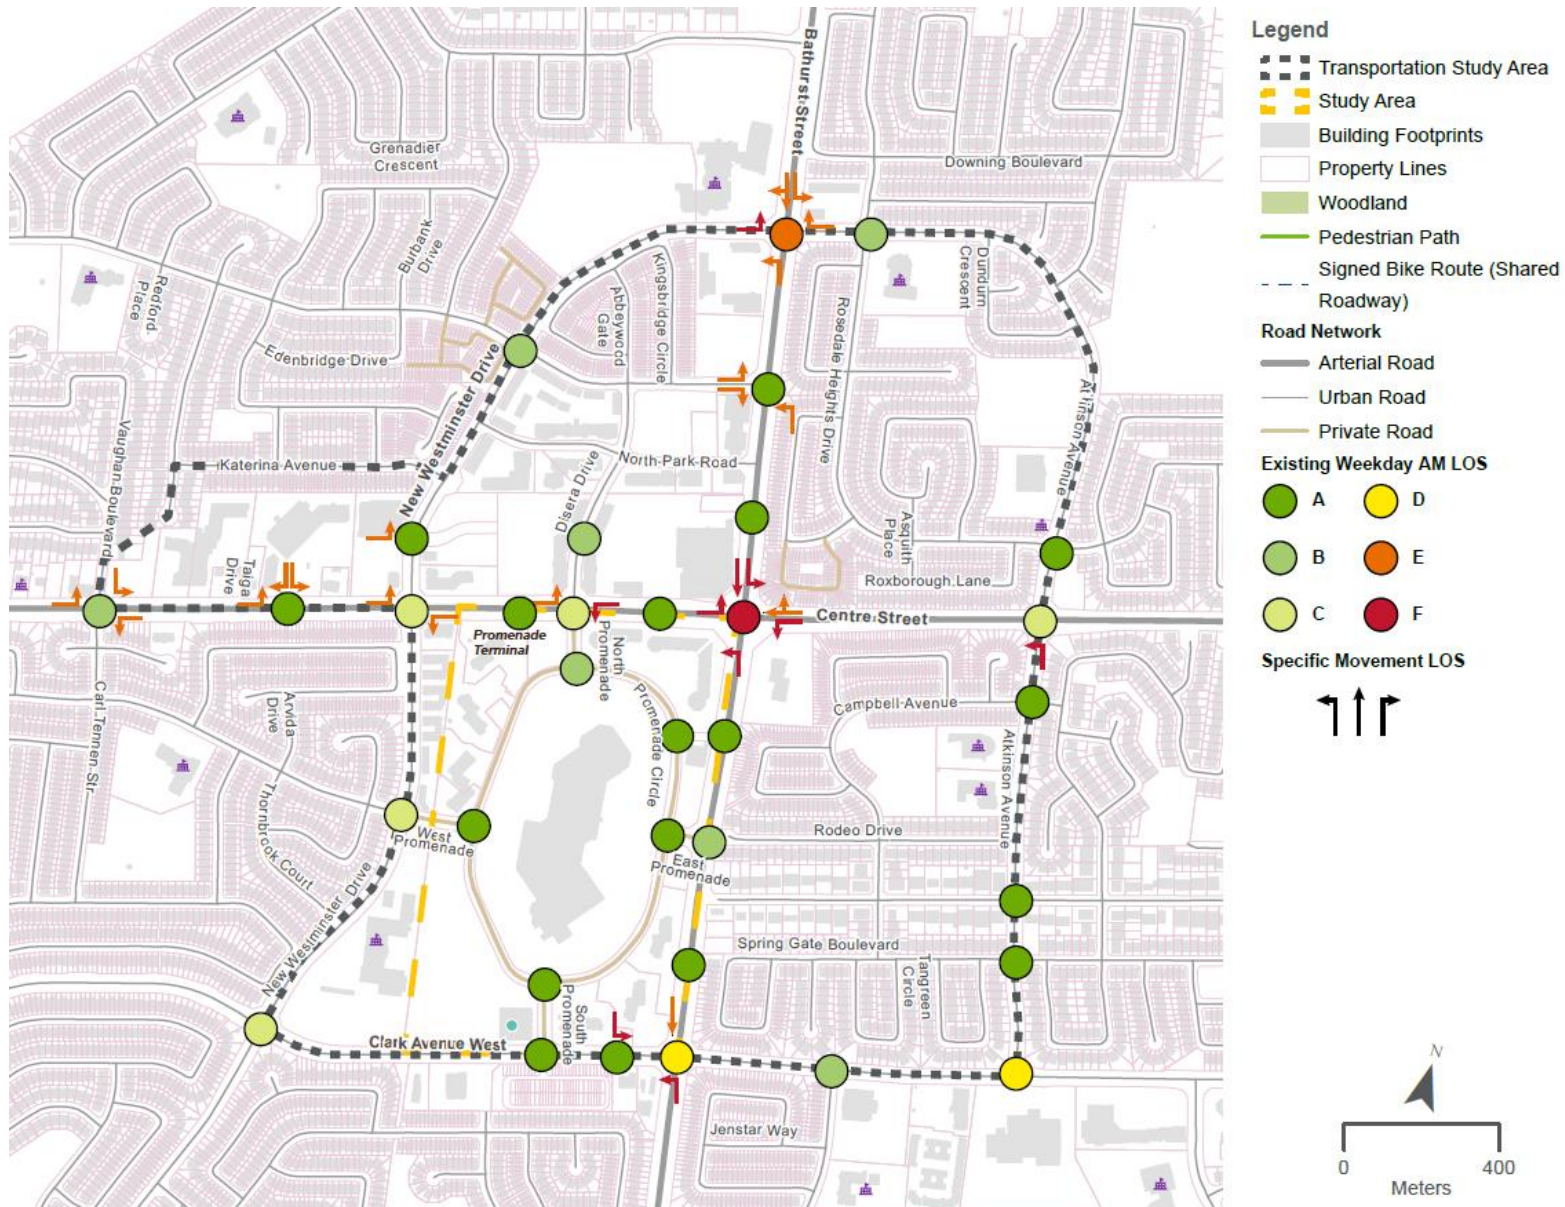 Bathurst Street
Grenadier
Crescent
Downing Boulevard
Burbank
Drive
Redford
Place
Kingsbridge Circle
Abbeywood
Gate
Dundurn
Crescent
Rosedale Heights Drive
Edenbridge Drive
New Westminster Drive
Atkinson Avenue
Vaughan Boulevard
Katerina Avenue
North Park Road
Disera Drive
New Westminster Drive
Asquith
Place
Taiga
Drive
Roxborough Lane
Centre Street
Promenade
Terminal
North
Promenade
Carl Tennen Str.
Arvida
Drive
Promenade Circle
Campbell Avenue
Atkinson Avenue
Thornbrook Court
West
Promenade
Rodeo Drive
East
Promenade
New Westminster Drive
Spring Gate Boulevard
Tangreen
Circle
South
Promenade
Clark Avenue West
Jenstar Way
Legend
Transportation Study Area
Study Area
Building Footprints
Property Lines
Woodland
Pedestrian Path
Signed Bike Route (Shared
Roadway)
Road Network
Arterial Road
Urban Road
Private Road
Existing Weekday AM LOS
A D
B E
C F
Specific Movement LOS
N
0 400
Meters